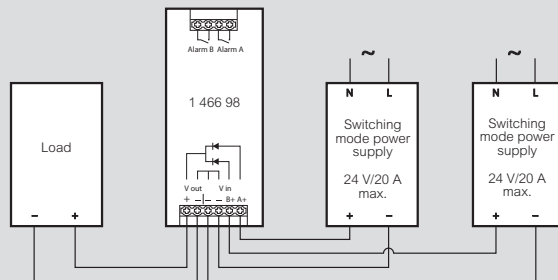 Alarm B Alarm A
1 466 98
V out V in
+ – – – B+ A+
Load
– +
~
N L
Switching
mode power
supply
24 V/20 A
max.
+ –
~
N L
Switching
mode power
supply
24 V/20 A
max.
+ –